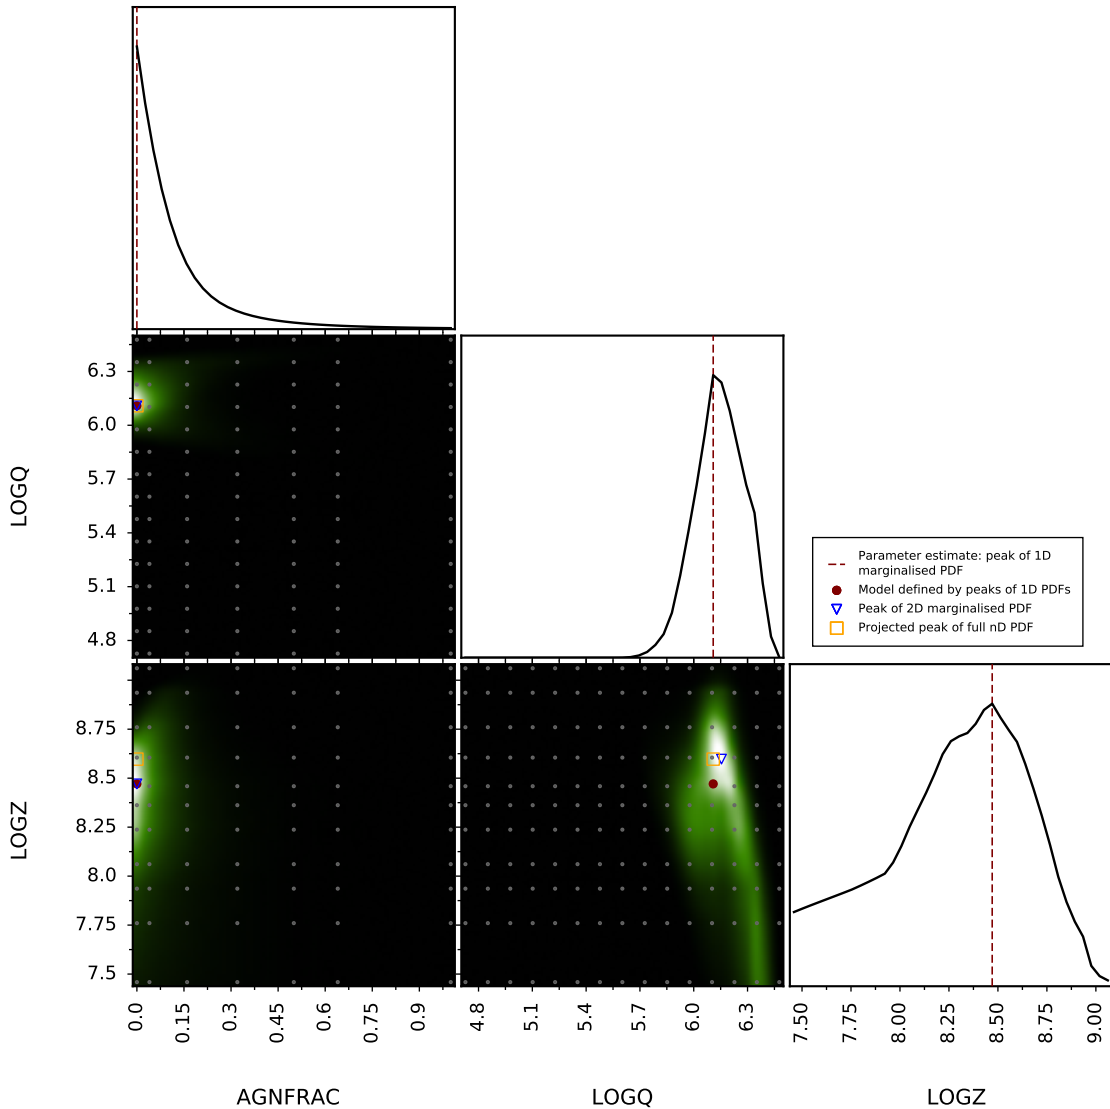 6.3
6.0
5.7
5.4
5.1
4.8
LOGQ
Parameter estimate: peak of 1D
marginalised PDF
Model defined by peaks of 1D PDFs
Peak of 2D marginalised PDF
Projected peak of full nD PDF
8.75
8.5
8.25
8.0
7.75
7.5
LOGZ
0.0 0.15 0.3 0.45 0.6 0.75 0.9
4.8 5.1 5.4 5.7 6.0 6.3
7.50 7.75 8.00 8.25 8.50 8.75 9.00
AGNFRAC
LOGQ
LOGZ